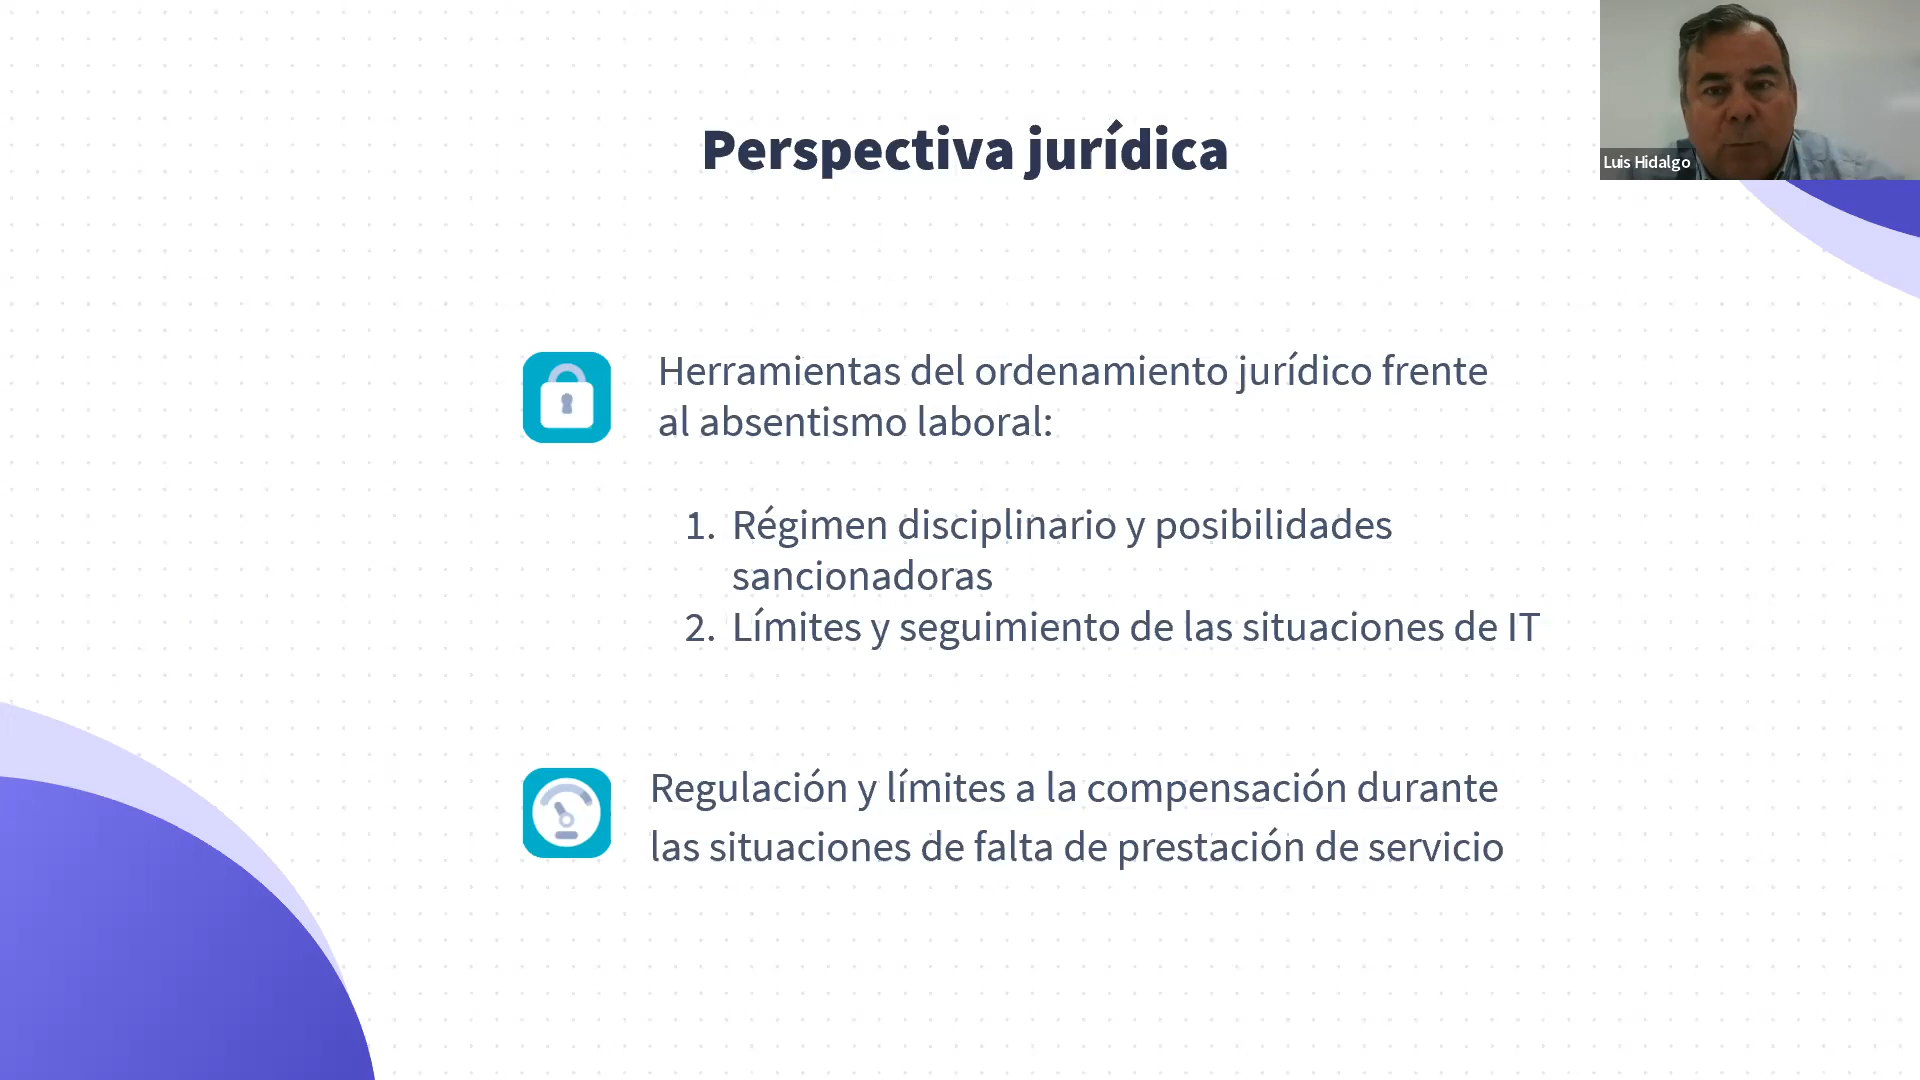 Perspectiva jurídica
Luis Hidalgo
Herramientas del ordenamiento jurídico frente
al absentismo laboral:
1. Régimen disciplinario y posibilidades
sancionadoras
2. Límites y seguimiento de las situaciones de IT
Regulación y límites a la compensación durante
las situaciones de falta de prestación de servicio